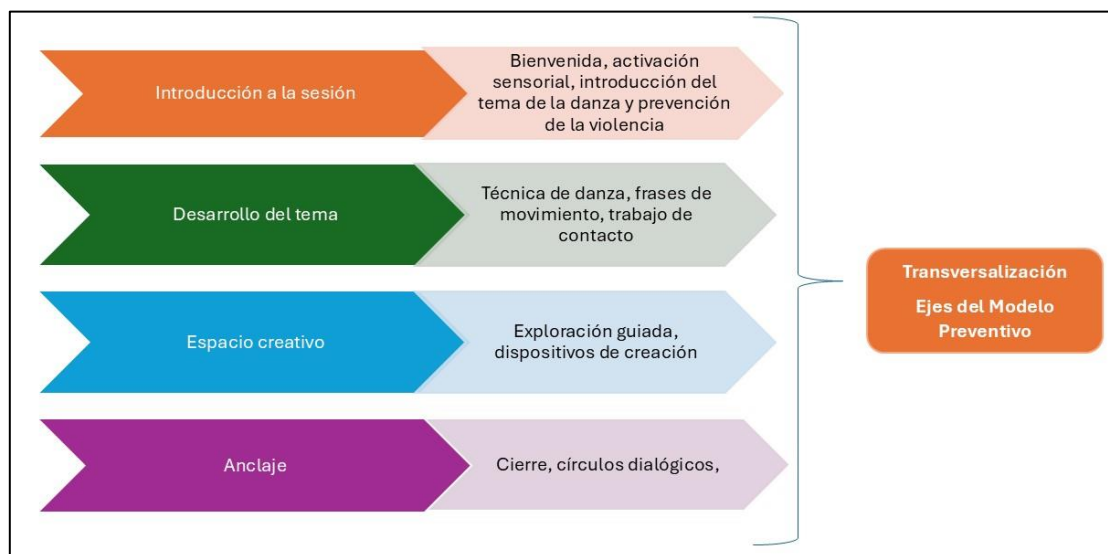 Introducción a la sesión
Bienvenida, activación
sensorial, introducción del
tema de la danza y prevención
de la violencia
Desarrollo del tema
Técnica de danza, frases de
movimiento, trabajo de
contacto
Espacio creativo
Exploración guiada,
dispositivos de creación
Anclaje
Cierre, círculos dialógicos,
Transversalización
Ejes del Modelo
Preventivo